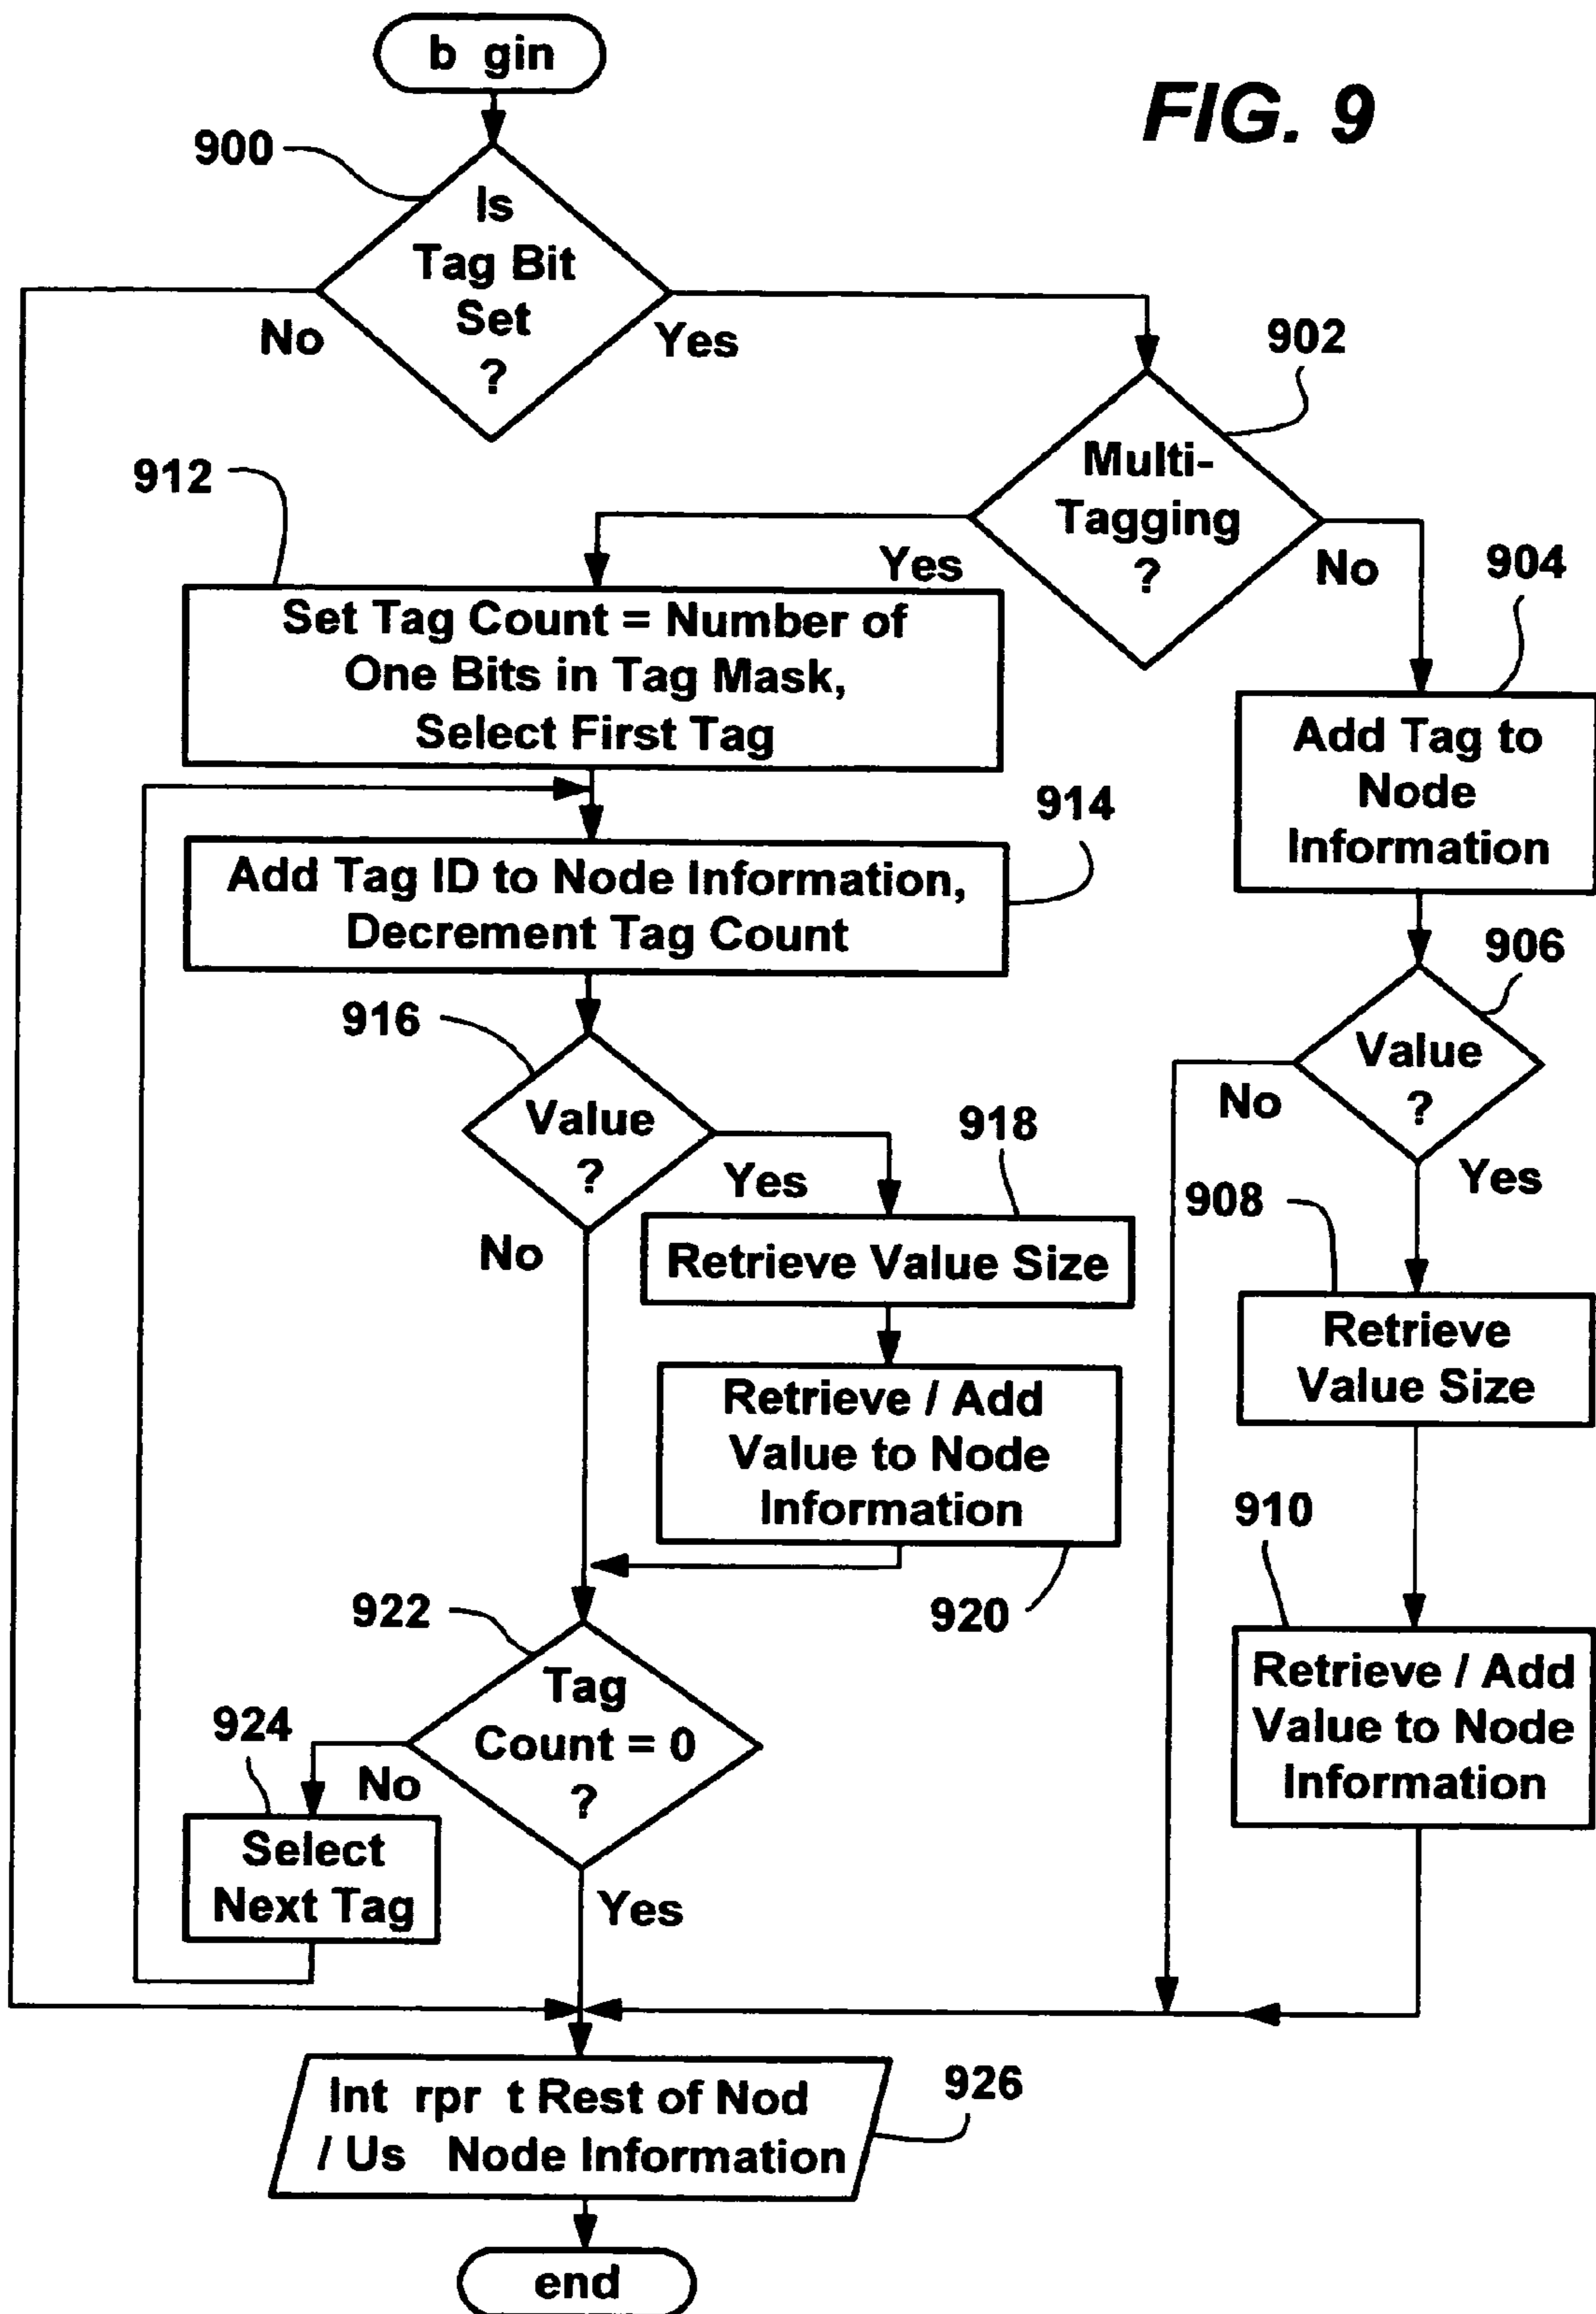 b gin
FIG. 9
900
Is
Tag Bit
Set
?
No
Yes
902
Multi-
Tagging
?
Yes
No
912
Set Tag Count = Number of
One Bits in Tag Mask,
Select First Tag
904
Add Tag to
Node
Information
914
Add Tag ID to Node Information,
Decrement Tag Count
906
Value
?
No
Yes
916
Value
?
Yes
No
918
Retrieve Value Size
908
Retrieve
Value Size
Retrieve / Add
Value to Node
Information
920
910
Retrieve / Add
Value to Node
Information
922
Tag
Count = 0
?
No
Yes
924
Select
Next Tag
Int rpr t Rest of Nod
/ Us Node Information
926
end